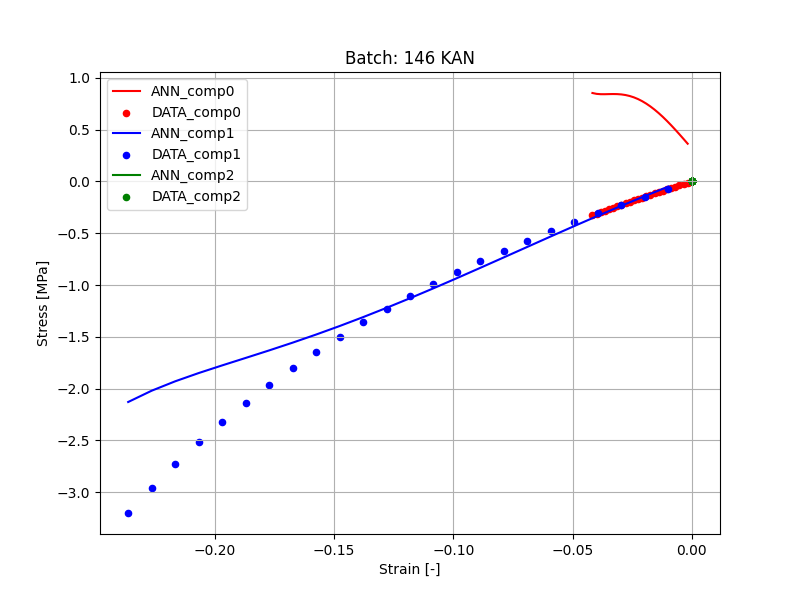 Batch: 146 KAN
ANN_comp0
DATA_comp0
ANN_comp1
DATA_comp1
ANN_comp2
DATA_comp2
1.0
0.5
0.0
−0.5
−1.0
−1.5
−2.0
−2.5
−3.0
Stress [MPa]
−0.20
−0.15
−0.10
−0.05
0.00
Strain [-]